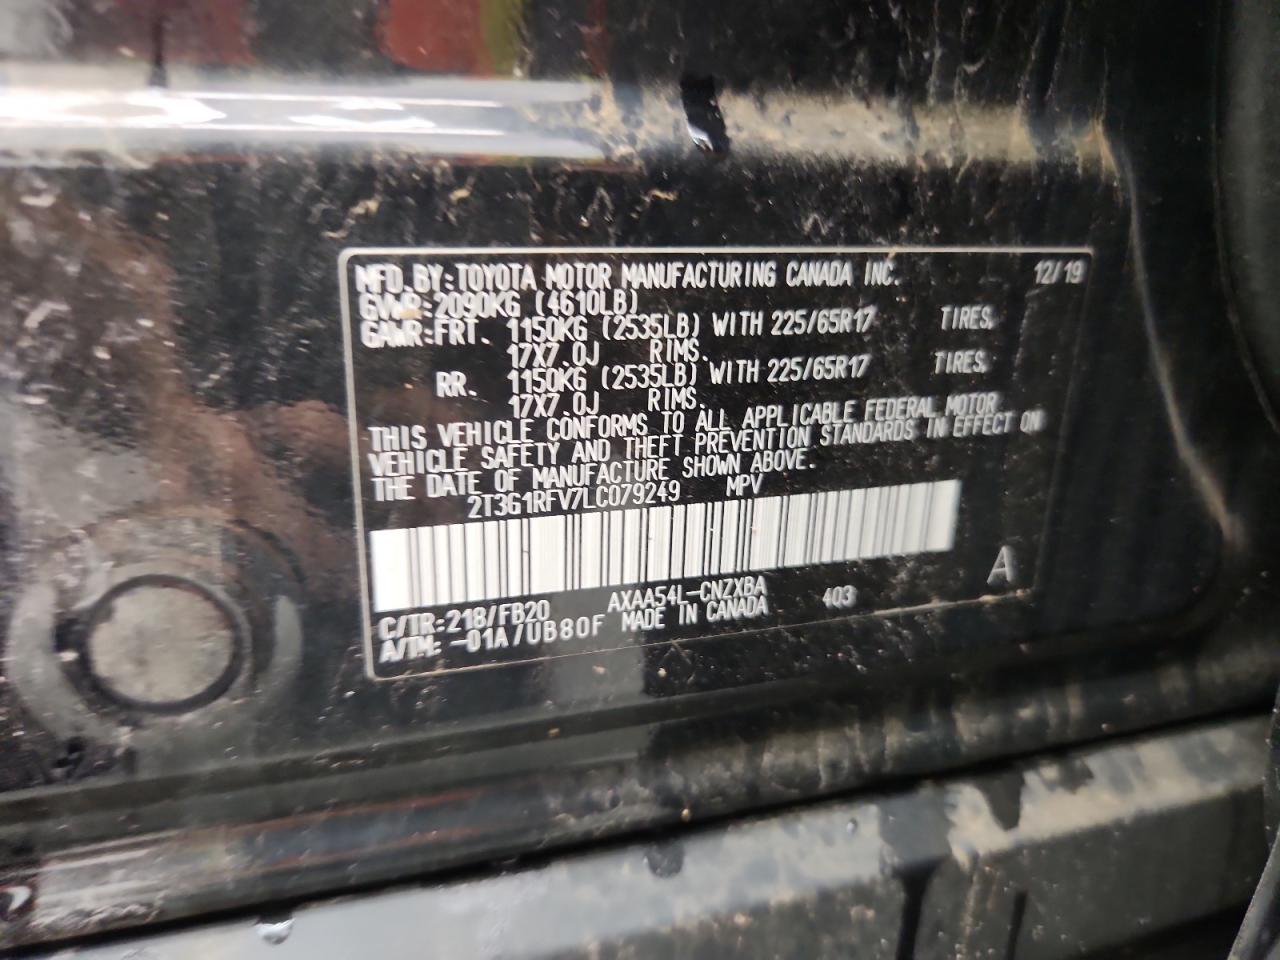 MFD.BY:TOYOTA MOTOR MANUFACTURING CANADA INC. 12/19
GVWR:2090KG (4610LB)
GAWR:FRT. 1150KG (2535LB) WITH 225/65R17 TIRES,
17X7.0J RIMS.
RR. 1150KG (2535LB) WITH 225/65R17 TIRES,
17X7.0J RIMS.
THIS VEHICLE CONFORMS TO ALL APPLICABLE FEDERAL MOTOR
VEHICLE SAFETY AND THEFT PREVENTION STANDARDS IN EFFECT ON
THE DATE OF MANUFACTURE SHOWN ABOVE.
2T3G1RFV7LC079249 MPV
A
C/TR:218/FB20 AXAA54L-CNZXBA 4Q3
A/TM: -01A/UB80F MADE IN CANADA